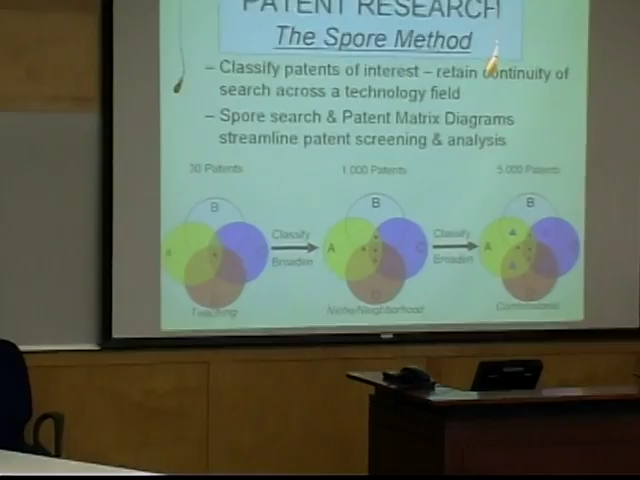 PATENT RESEARCH
The Spore Method
– Classify patents of interest – retain continuity of
search across a technology field
– Spore search & Patent Matrix Diagrams
streamline patent screening & analysis
30 Patents 1,000 Patents 5,000 Patents
B B B
Classify Classify
A A C A
Broaden Broaden
Teaching Niche/Neighborhood